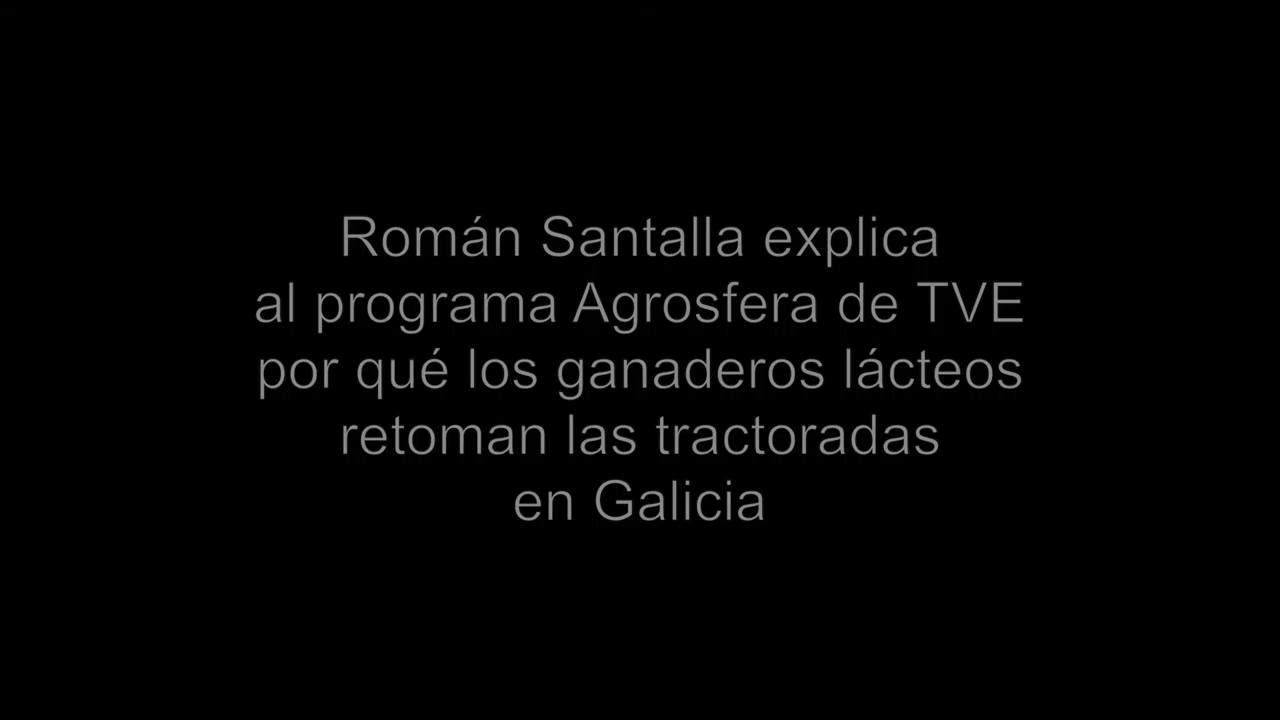 Román Santalla explica
al programa Agrosfera de TVE
por qué los ganaderos lácteos
retoman las tractoradas
en Galicia